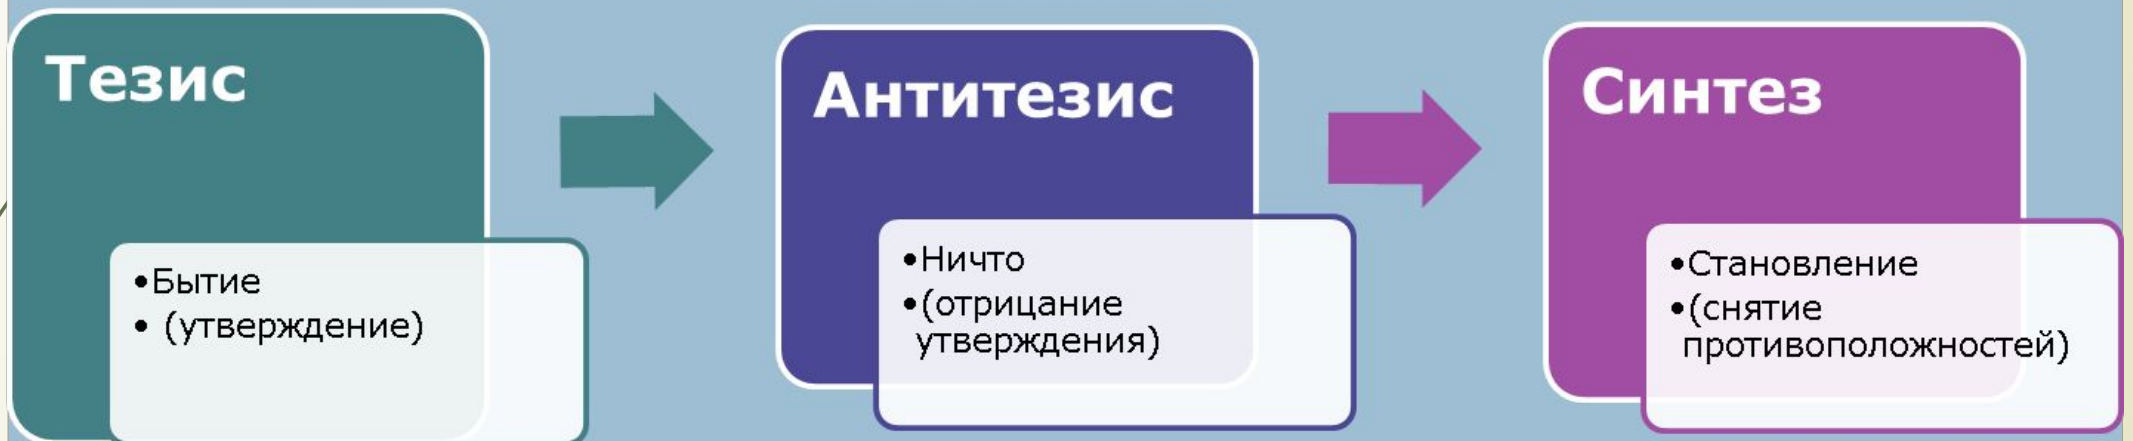 Тезис
•Бытие
• (утверждение)
Антитезис
•Ничто
•(отрицание
утверждения)
Синтез
•Становление
•(снятие
противоположностей)